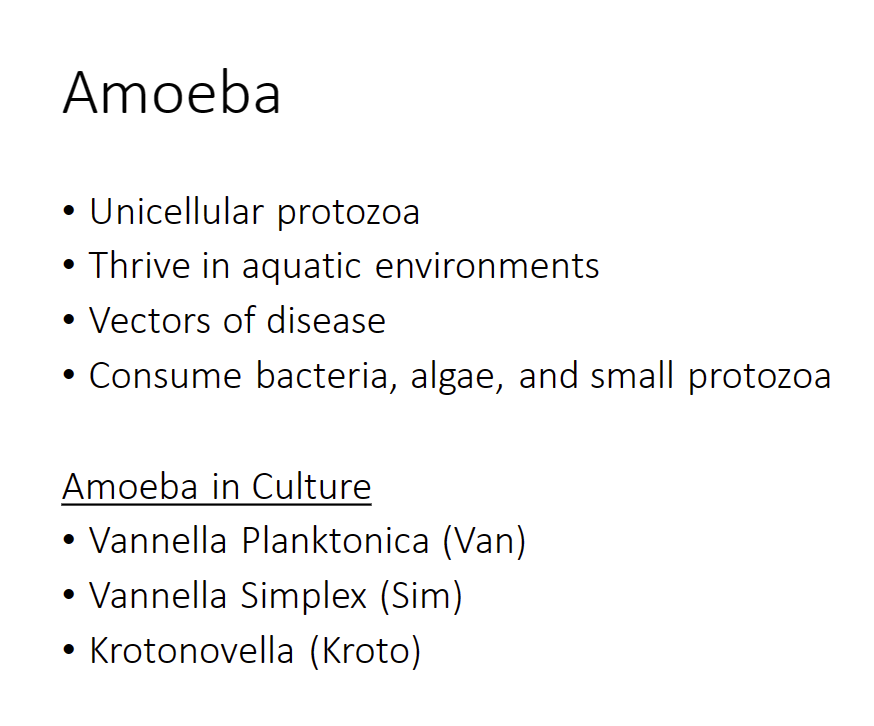 Amoeba
• Unicellular protozoa
• Thrive in aquatic environments
• Vectors of disease
• Consume bacteria, algae, and small protozoa
Amoeba in Culture
• Vannella Planktonica (Van)
• Vannella Simplex (Sim)
• Krotonovella (Kroto)